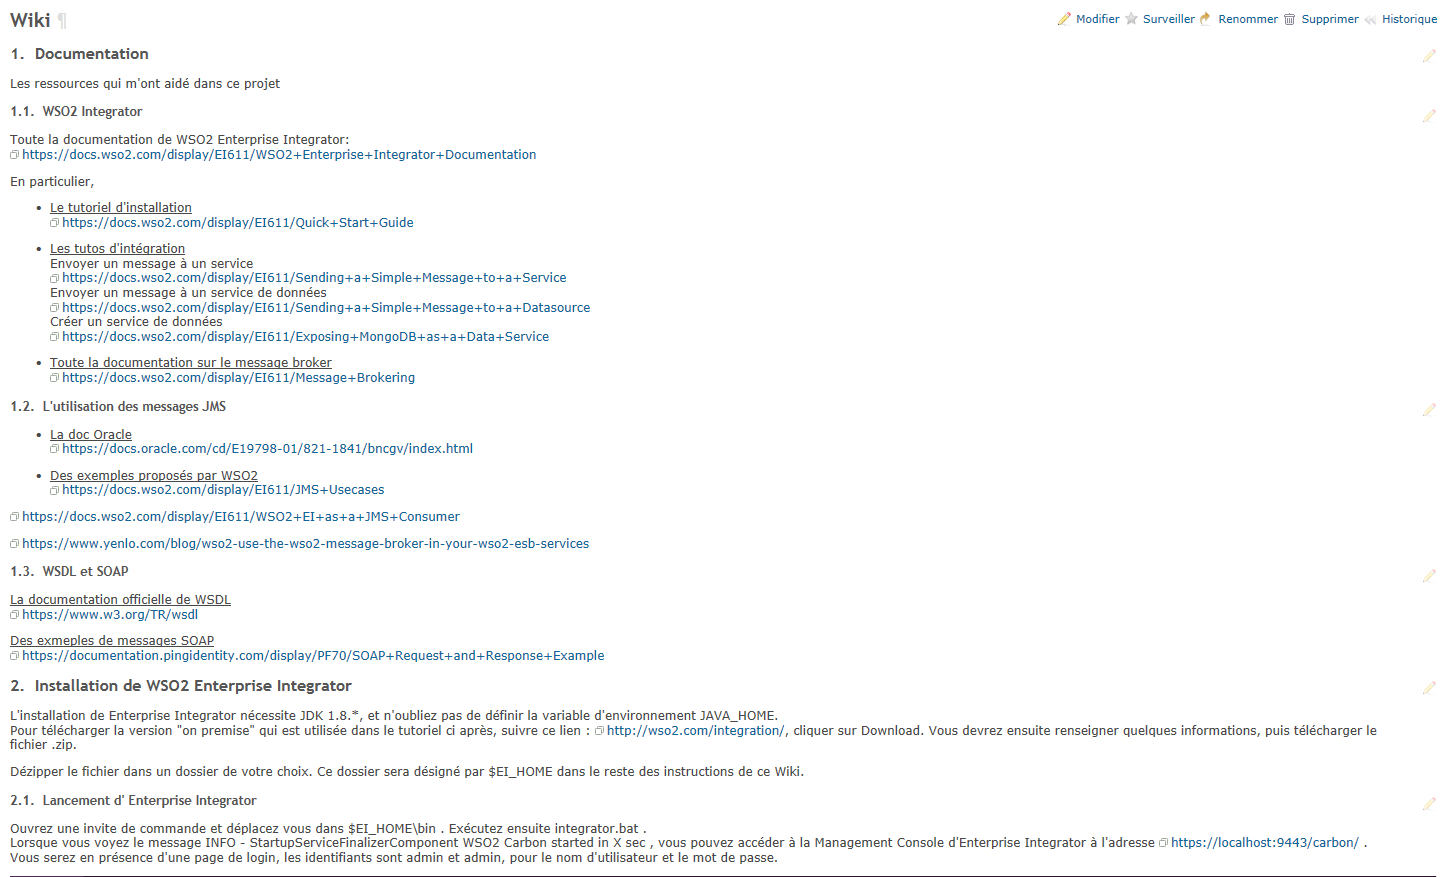 Wiki ¶
Modifier Surveiller Renommer Supprimer Historique
1. Documentation
Les ressources qui m'ont aidé dans ce projet
1.1. WSO2 Integrator
Toute la documentation de WSO2 Enterprise Integrator:
https://docs.wso2.com/display/EI611/WSO2+Enterprise+Integrator+Documentation
En particulier,
• Le tutoriel d'installation
https://docs.wso2.com/display/EI611/Quick+Start+Guide
• Les tutos d'intégration
Envoyer un message à un service
https://docs.wso2.com/display/EI611/Sending+a+Simple+Message+to+a+Service
Envoyer un message à un service de données
https://docs.wso2.com/display/EI611/Sending+a+Simple+Message+to+a+Datasource
Créer un service de données
https://docs.wso2.com/display/EI611/Exposing+MongoDB+as+a+Data+Service
• Toute la documentation sur le message broker
https://docs.wso2.com/display/EI611/Message+Brokering
1.2. L'utilisation des messages JMS
• La doc Oracle
https://docs.oracle.com/cd/E19798-01/821-1841/bncgv/index.html
• Des exemples proposés par WSO2
https://docs.wso2.com/display/EI611/JMS+Usecases
https://docs.wso2.com/display/EI611/WSO2+EI+as+a+JMS+Consumer
https://www.yenlo.com/blog/wso2-use-the-wso2-message-broker-in-your-wso2-esb-services
1.3. WSDL et SOAP
La documentation officielle de WSDL
https://www.w3.org/TR/wsdl
Des exmeples de messages SOAP
https://documentation.pingidentity.com/display/PF70/SOAP+Request+and+Response+Example
2. Installation de WSO2 Enterprise Integrator
L'installation de Enterprise Integrator nécessite JDK 1.8.*, et n'oubliez pas de définir la variable d'environnement JAVA_HOME.
Pour télécharger la version "on premise" qui est utilisée dans le tutoriel ci après, suivre ce lien : http://wso2.com/integration/, cliquer sur Download. Vous devrez ensuite renseigner quelques informations, puis télécharger le
fichier .zip.
Dézipper le fichier dans un dossier de votre choix. Ce dossier sera désigné par $EI_HOME dans le reste des instructions de ce Wiki.
2.1. Lancement d' Enterprise Integrator
Ouvrez une invite de commande et déplacez vous dans $EI_HOME\bin . Exécutez ensuite integrator.bat .
Lorsque vous voyez le message INFO - StartupServiceFinalizerComponent WSO2 Carbon started in X sec , vous pouvez accéder à la Management Console d'Enterprise Integrator à l'adresse https://localhost:9443/carbon/ .
Vous serez en présence d'une page de login, les identifiants sont admin et admin, pour le nom d'utilisateur et le mot de passe.